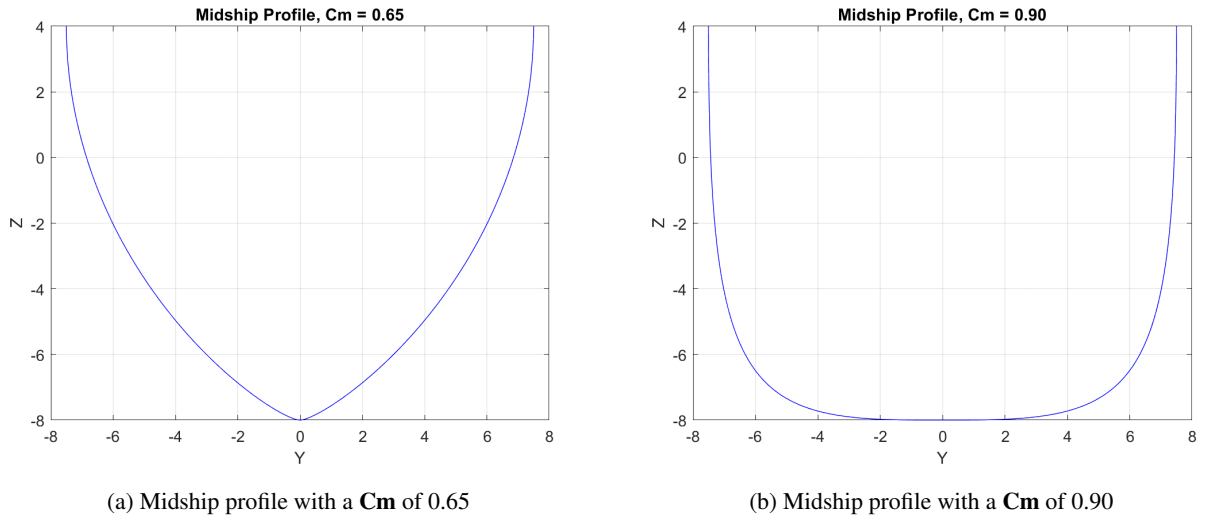 Midship Profile, Cm = 0.65
4
2
0
-2
-4
-6
-8
Z
-8 -6 -4 -2 0 2 4 6 8
Y
(a) Midship profile with a Cm of 0.65
Midship Profile, Cm = 0.90
4
2
0
-2
-4
-6
-8
Z
-8 -6 -4 -2 0 2 4 6 8
Y
(b) Midship profile with a Cm of 0.90